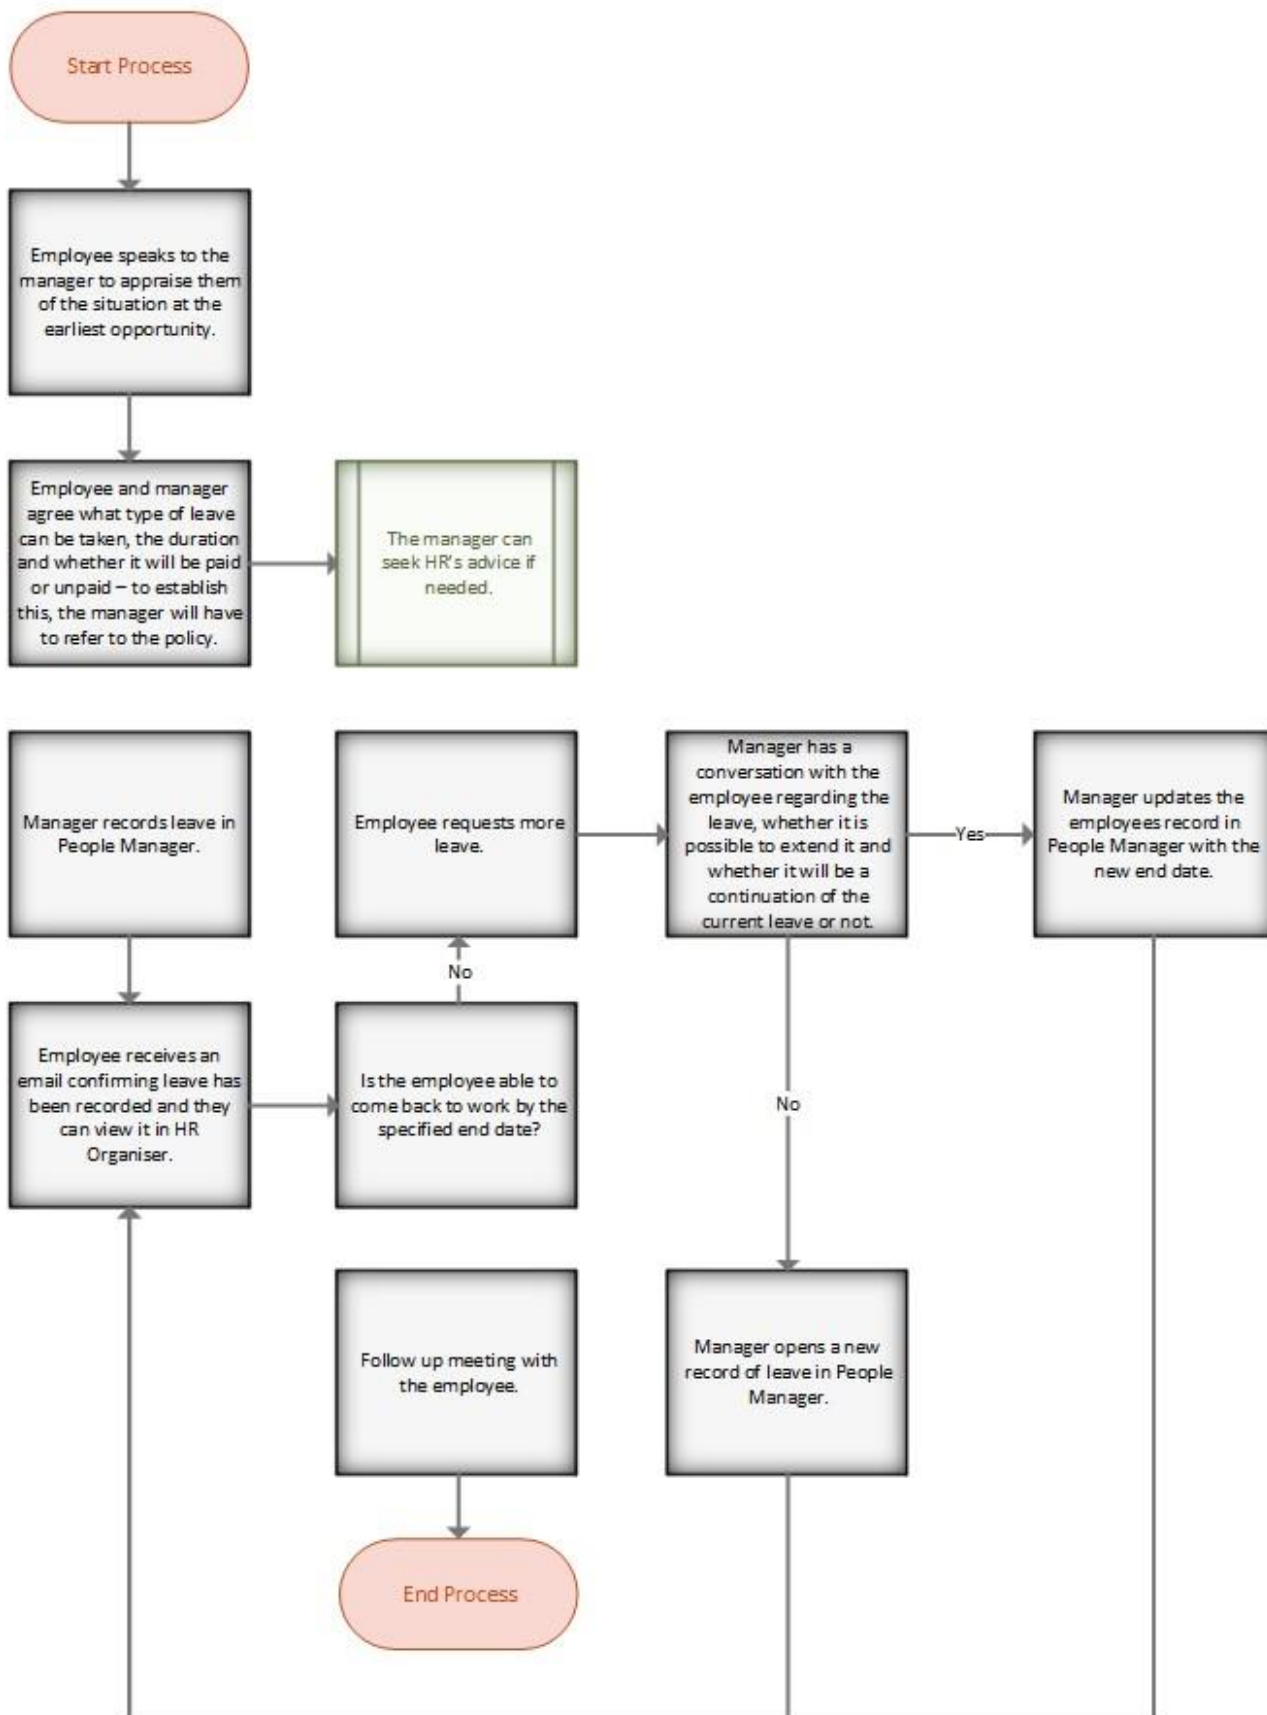 Start Process
Employee speaks to the
manager to appraise them
of the situation at the
earliest opportunity.
Employee and manager
agree what type of leave
can be taken, the duration
and whether it will be paid
or unpaid – to establish
this, the manager will have
to refer to the policy.
The manager can
seek HR's advice if
needed.
Manager records leave in
People Manager.
Employee requests more
leave.
Manager has a
conversation with the
employee regarding the
leave, whether it is
possible to extend it and
whether it will be a
continuation of the
current leave or not.
Yes
Manager updates the
employees record in
People Manager with the
new end date.
No
Employee receives an
email confirming leave has
been recorded and they
can view it in HR
Organiser.
Is the employee able to
come back to work by the
specified end date?
No
Follow up meeting with
the employee.
Manager opens a new
record of leave in People
Manager.
End Process